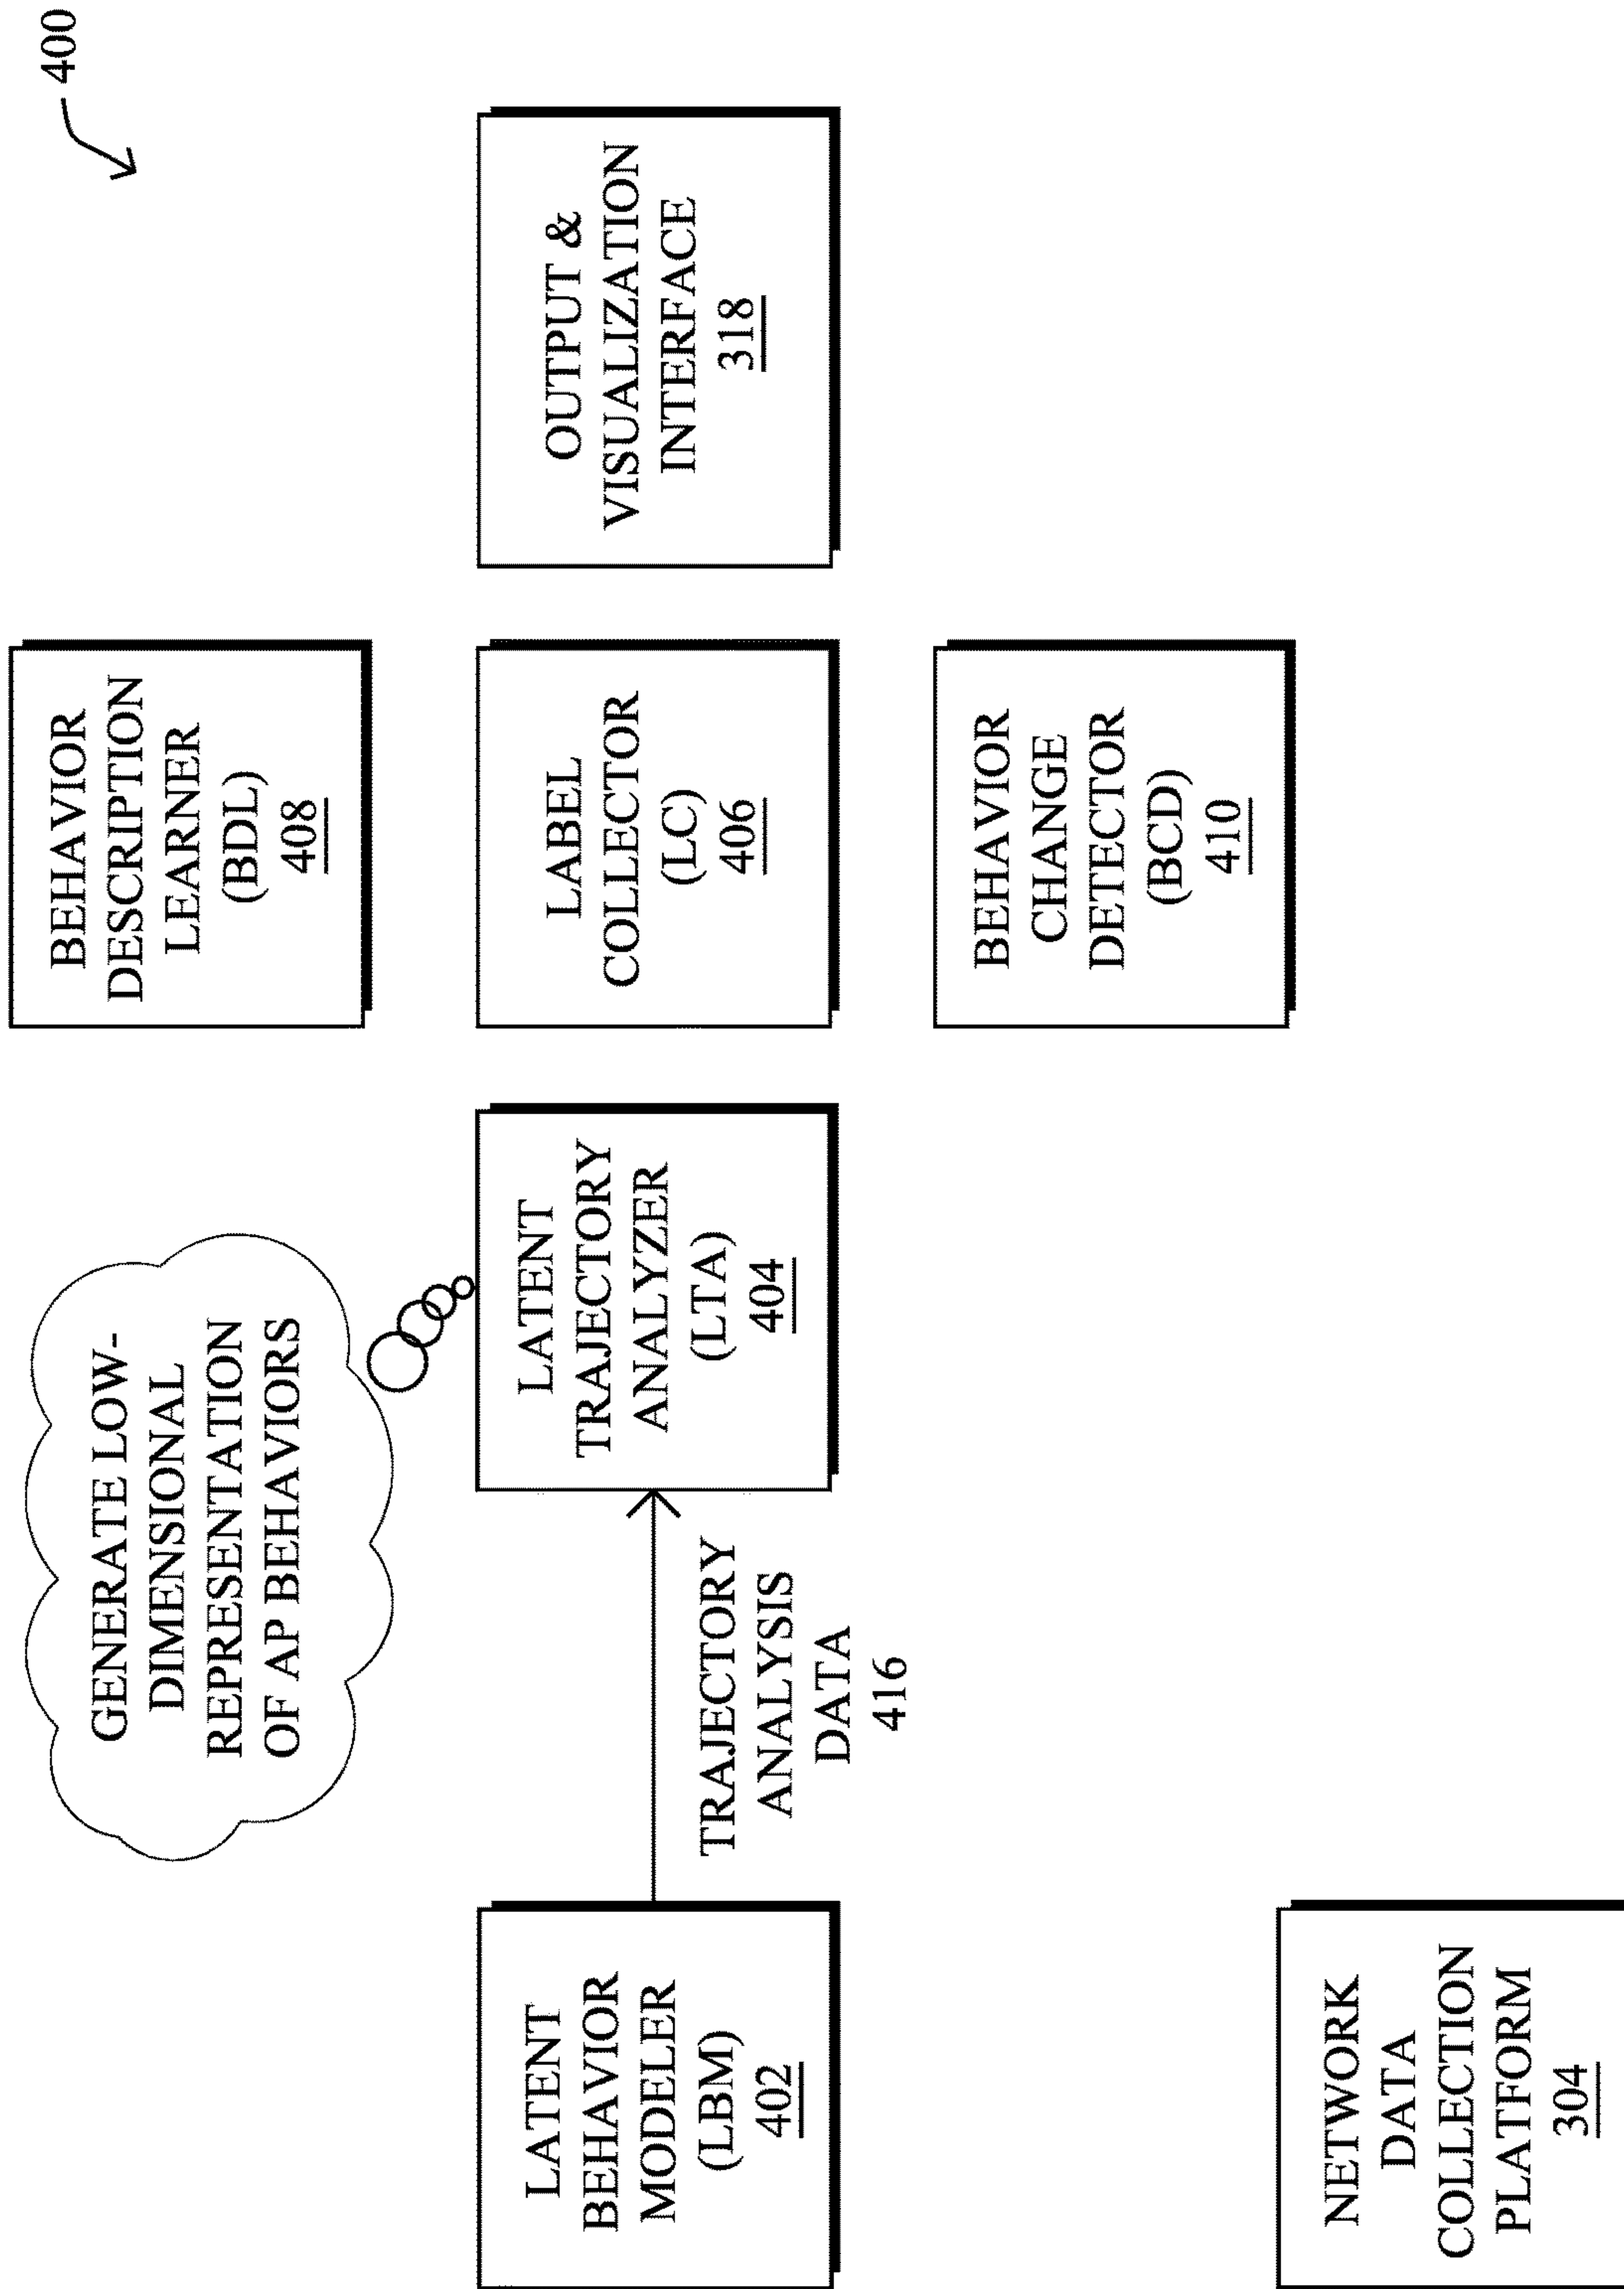 400
GENERATE LOW-
DIMENSIONAL
REPRESENTATION
OF AP BEHAVIORS
BEHAVIOR
DESCRIPTION
LEARNER
(BDL)
408
LATENT
BEHAVIOR
MODELER
(LBM)
402
TRAJECTORY
ANALYSIS
DATA
416
LATENT
TRAJECTORY
ANALYZER
(LTA)
404
LABEL
COLLECTOR
(LC)
406
OUTPUT &
VISUALIZATION
INTERFACE
318
BEHAVIOR
CHANGE
DETECTOR
(BCD)
410
NETWORK
DATA
COLLECTION
PLATFORM
304